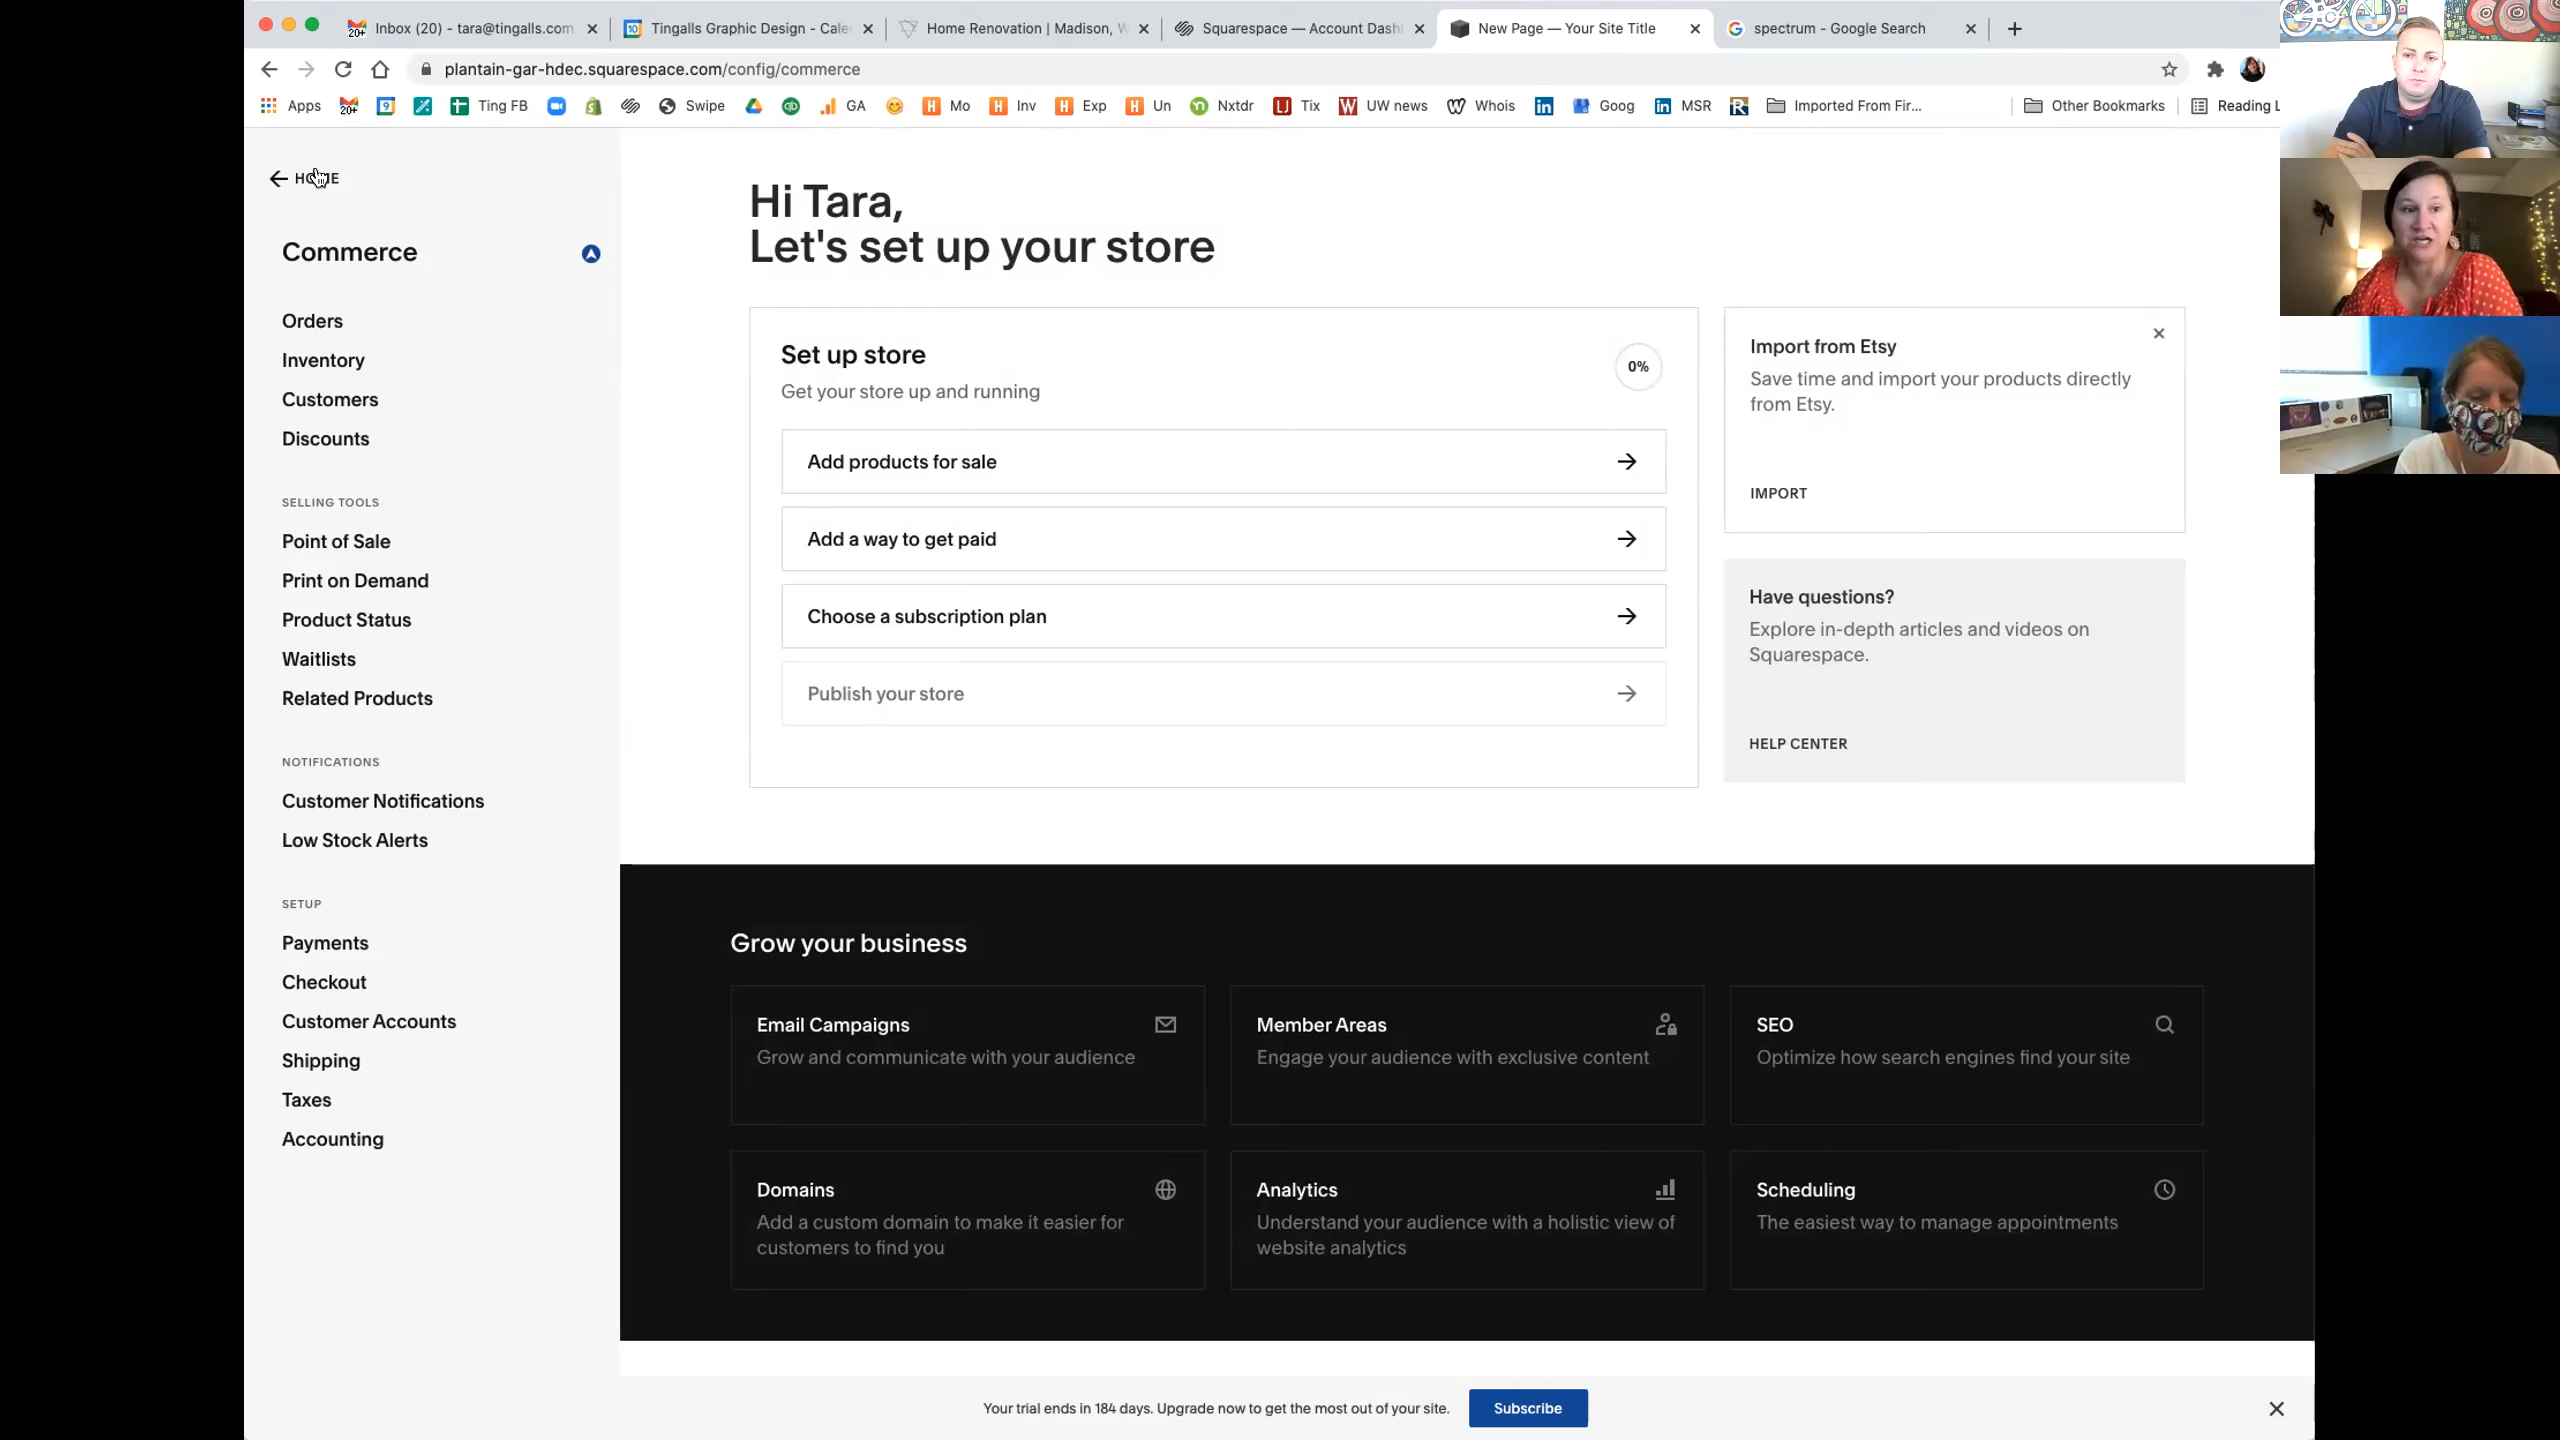 Inbox (20) - tara@tingalls.com
Tingalls Graphic Design - Cale
Home Renovation | Madison, W
Squarespace — Account Dash
New Page — Your Site Title
spectrum - Google Search
plantain-gar-hdec.squarespace.com/config/commerce
Apps
20+
9
Ting FB
Swipe
GA
Mo
Inv
Exp
Un
Nxtdr
Tix
UW news
Whois
Goog
MSR
Imported From Fir...
Other Bookmarks
Reading L
HOME
Commerce
Orders
Inventory
Customers
Discounts
SELLING TOOLS
Point of Sale
Print on Demand
Product Status
Waitlists
Related Products
NOTIFICATIONS
Customer Notifications
Low Stock Alerts
SETUP
Payments
Checkout
Customer Accounts
Shipping
Taxes
Accounting
Hi Tara,
Let's set up your store
Set up store
Get your store up and running
0%
Add products for sale
Add a way to get paid
Choose a subscription plan
Publish your store
Import from Etsy
Save time and import your products directly
from Etsy.
IMPORT
Have questions?
Explore in-depth articles and videos on
Squarespace.
HELP CENTER
Grow your business
Email Campaigns
Grow and communicate with your audience
Member Areas
Engage your audience with exclusive content
SEO
Optimize how search engines find your site
Domains
Add a custom domain to make it easier for
customers to find you
Analytics
Understand your audience with a holistic view of
website analytics
Scheduling
The easiest way to manage appointments
Your trial ends in 184 days. Upgrade now to get the most out of your site.
Subscribe